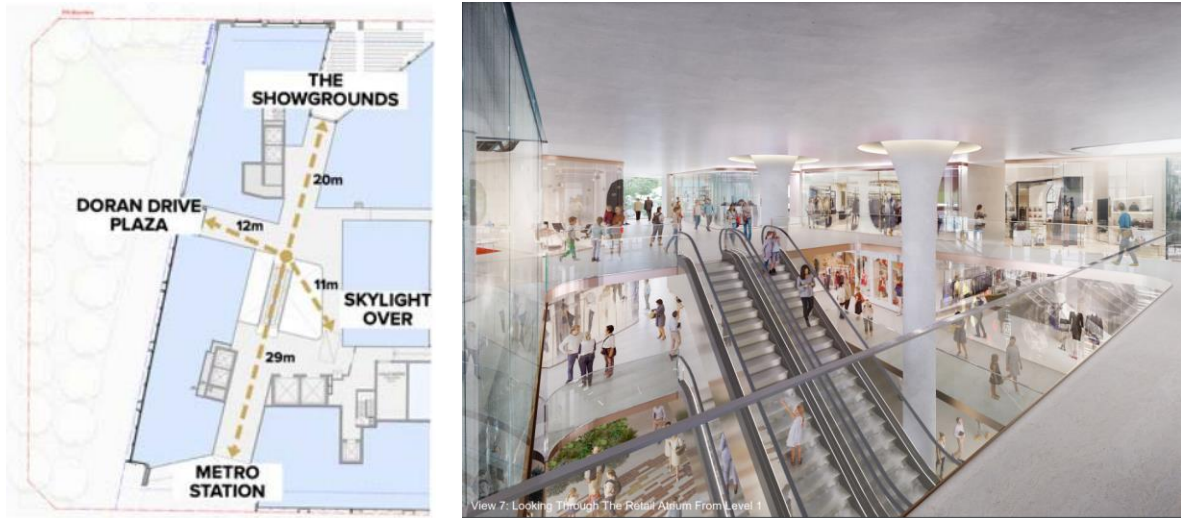 THE
SHOWGROUNDS
20m
DORAN DRIVE
PLAZA
12m
11m
SKYLIGHT
OVER
29m
METRO
STATION
View 7: Looking Through The Retail Atrium From Level 1